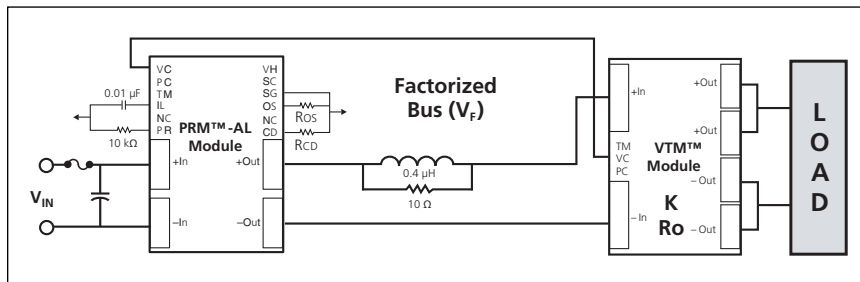 0.01 µF
10 kΩ
VC
PC
TM
IL
NC
PR
VH
SC
SG
OS
NC
CD
PRM™-AL
Module
+In
–In
+Out
–Out
ROS
RCD
VIN
Factorized
Bus (VF)
0.4 µH
10 Ω
+In
–In
TM
VC
PC
VTM™
Module
K
Ro
+Out
+Out
–Out
–Out
L
O
A
D